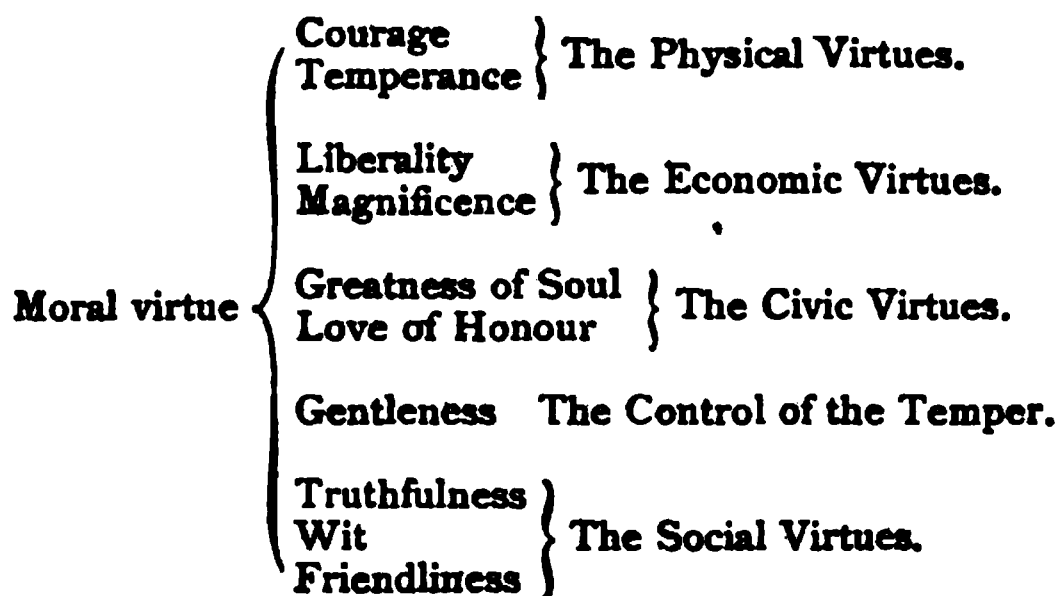 Courage
Temperance } The Physical Virtues.
Liberality
Magnificence } The Economic Virtues.
Moral virtue { Greatness of Soul
Love of Honour } The Civic Virtues.
Gentleness The Control of the Temper.
Truthfulness
Wit } The Social Virtues.
Friendliness